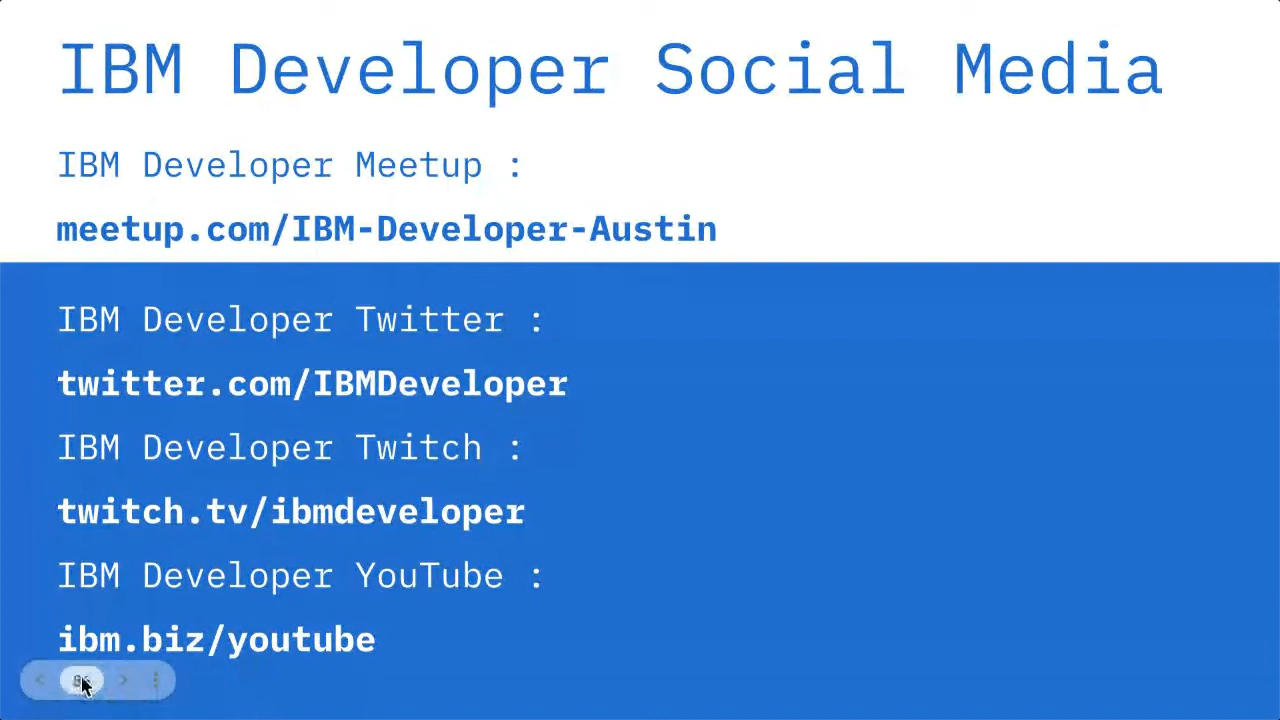 IBM Developer Social Media
IBM Developer Meetup :
meetup.com/IBM-Developer-Austin
IBM Developer Twitter :
twitter.com/IBMDeveloper
IBM Developer Twitch :
twitch.tv/ibmdeveloper
IBM Developer YouTube :
ibm.biz/youtube